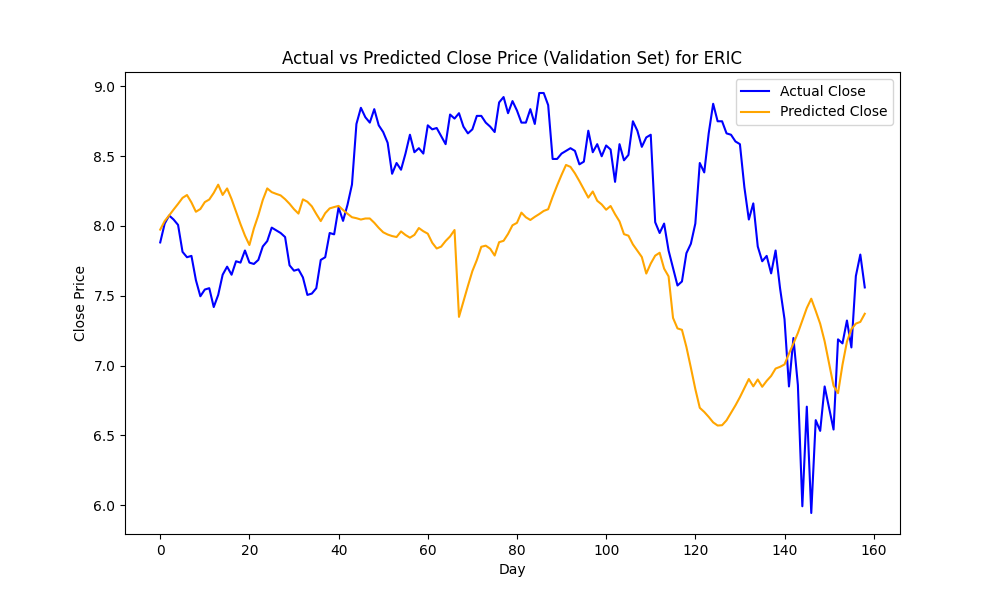 Actual vs Predicted Close Price (Validation Set) for ERIC
Actual Close
Predicted Close
Close Price
9.0
8.5
8.0
7.5
7.0
6.5
6.0
0 20 40 60 80 100 120 140 160
Day